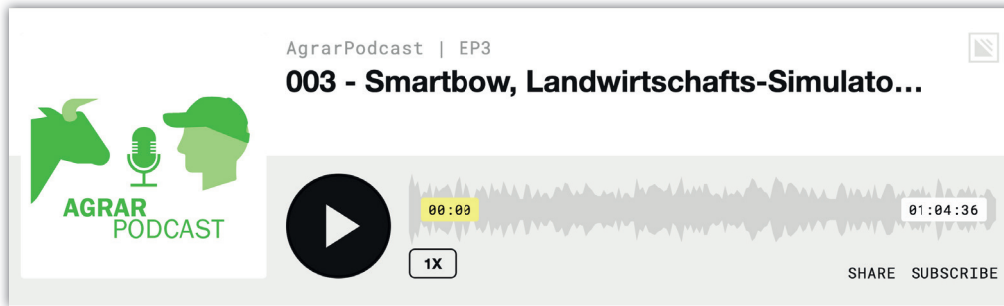 AgrarPodcast | EP3
003 - Smartbow, Landwirtschafts-Simulato...
AGRAR
PODCAST
00:00
01:04:36
1X
SHARE SUBSCRIBE